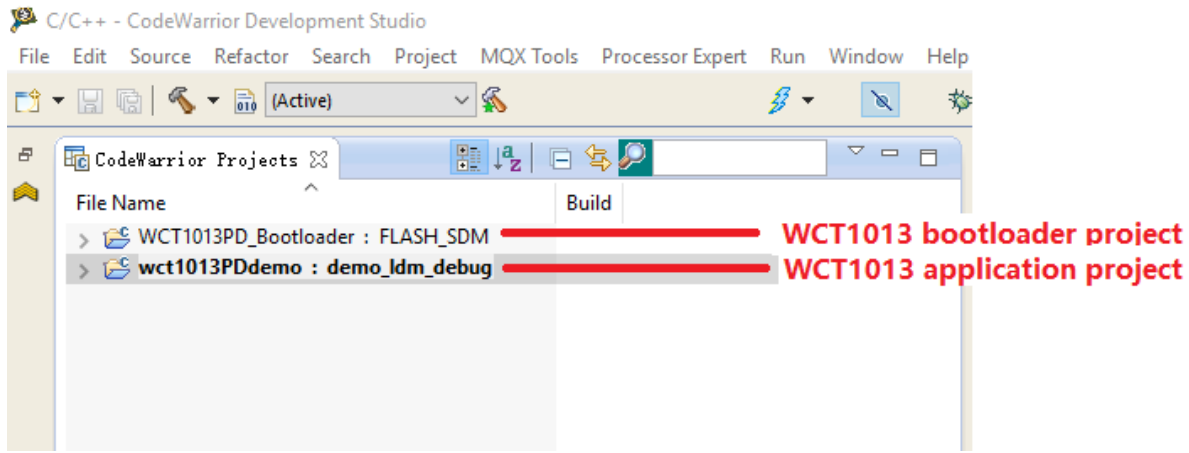 C/C++ - CodeWarrior Development Studio
File Edit Source Refactor Search Project MQX Tools Processor Expert Run Window Help
010 (Active)
CodeWarrior Projects
File Name Build
WCT1013PD_Bootloader : FLASH_SDM WCT1013 bootloader project
wct1013PDdemo : demo_ldm_debug WCT1013 application project